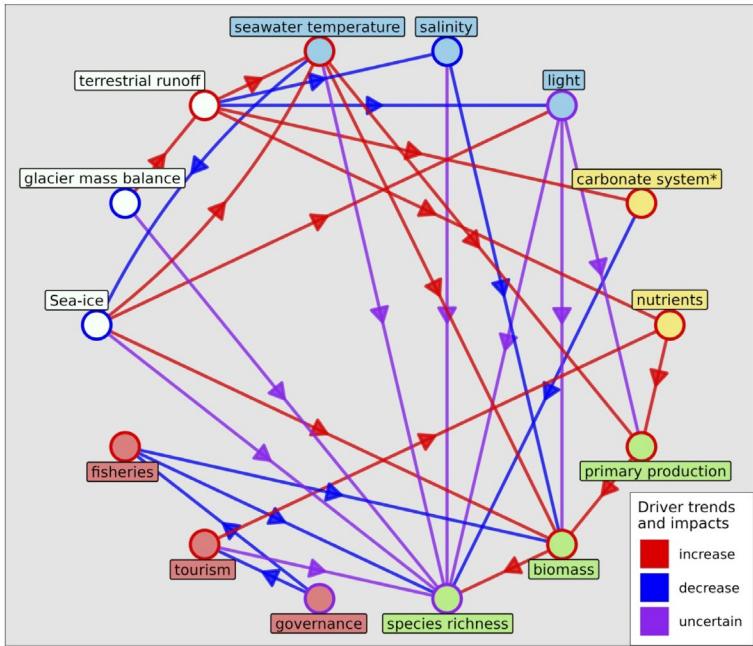 seawater temperature
salinity
terrestrial runoff
light
glacier mass balance
carbonate system*
Sea-ice
nutrients
fisheries
primary production
tourism
biomass
governance
species richness
Driver trends
and impacts
increase
decrease
uncertain